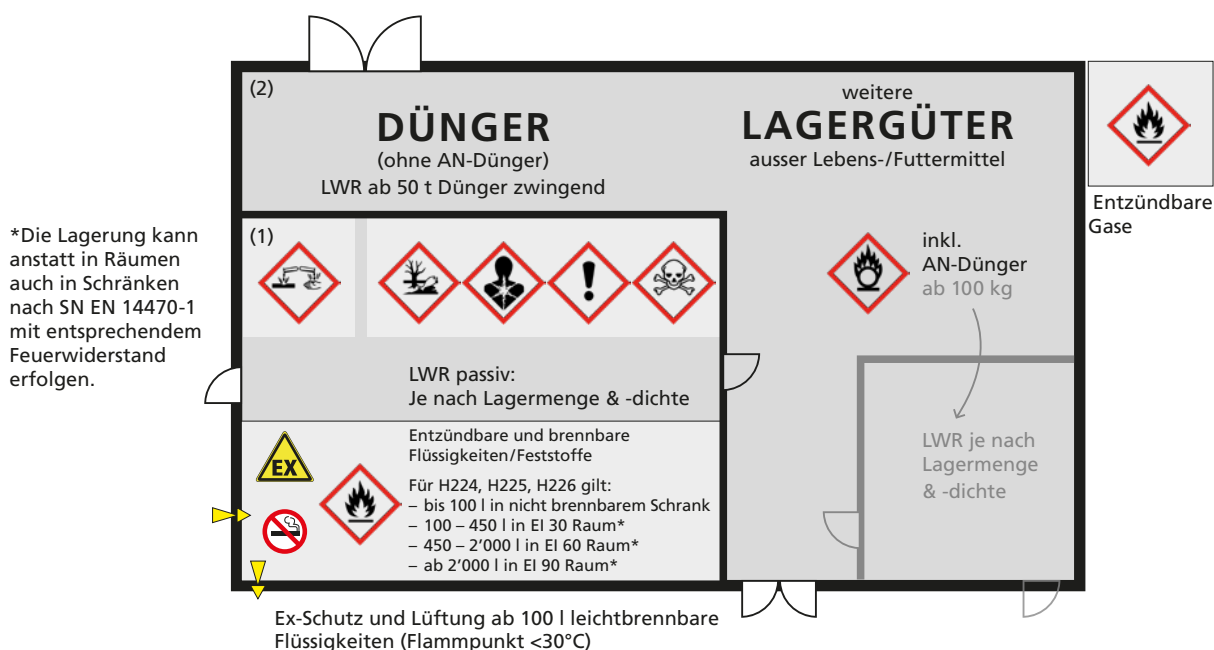 (2)
DÜNGER
(ohne AN-Dünger)
LWR ab 50 t Dünger zwingend
weitere
LAGERGÜTER
ausser Lebens-/Futtermittel
Entzündbare
Gase
*Die Lagerung kann
anstatt in Räumen
auch in Schränken
nach SN EN 14470-1
mit entsprechendem
Feuerwiderstand
erfolgen.
(1)
inkl.
AN-Dünger
ab 100 kg
LWR passiv:
Je nach Lagermenge & -dichte
EX
Entzündbare und brennbare
Flüssigkeiten/Feststoffe
Für H224, H225, H226 gilt:
– bis 100 l in nicht brennbarem Schrank
– 100 – 450 l in EI 30 Raum*
– 450 – 2'000 l in EI 60 Raum*
– ab 2'000 l in EI 90 Raum*
LWR je nach
Lagermenge
& -dichte
Ex-Schutz und Lüftung ab 100 l leichtbrennbare
Flüssigkeiten (Flammpunkt <30°C)